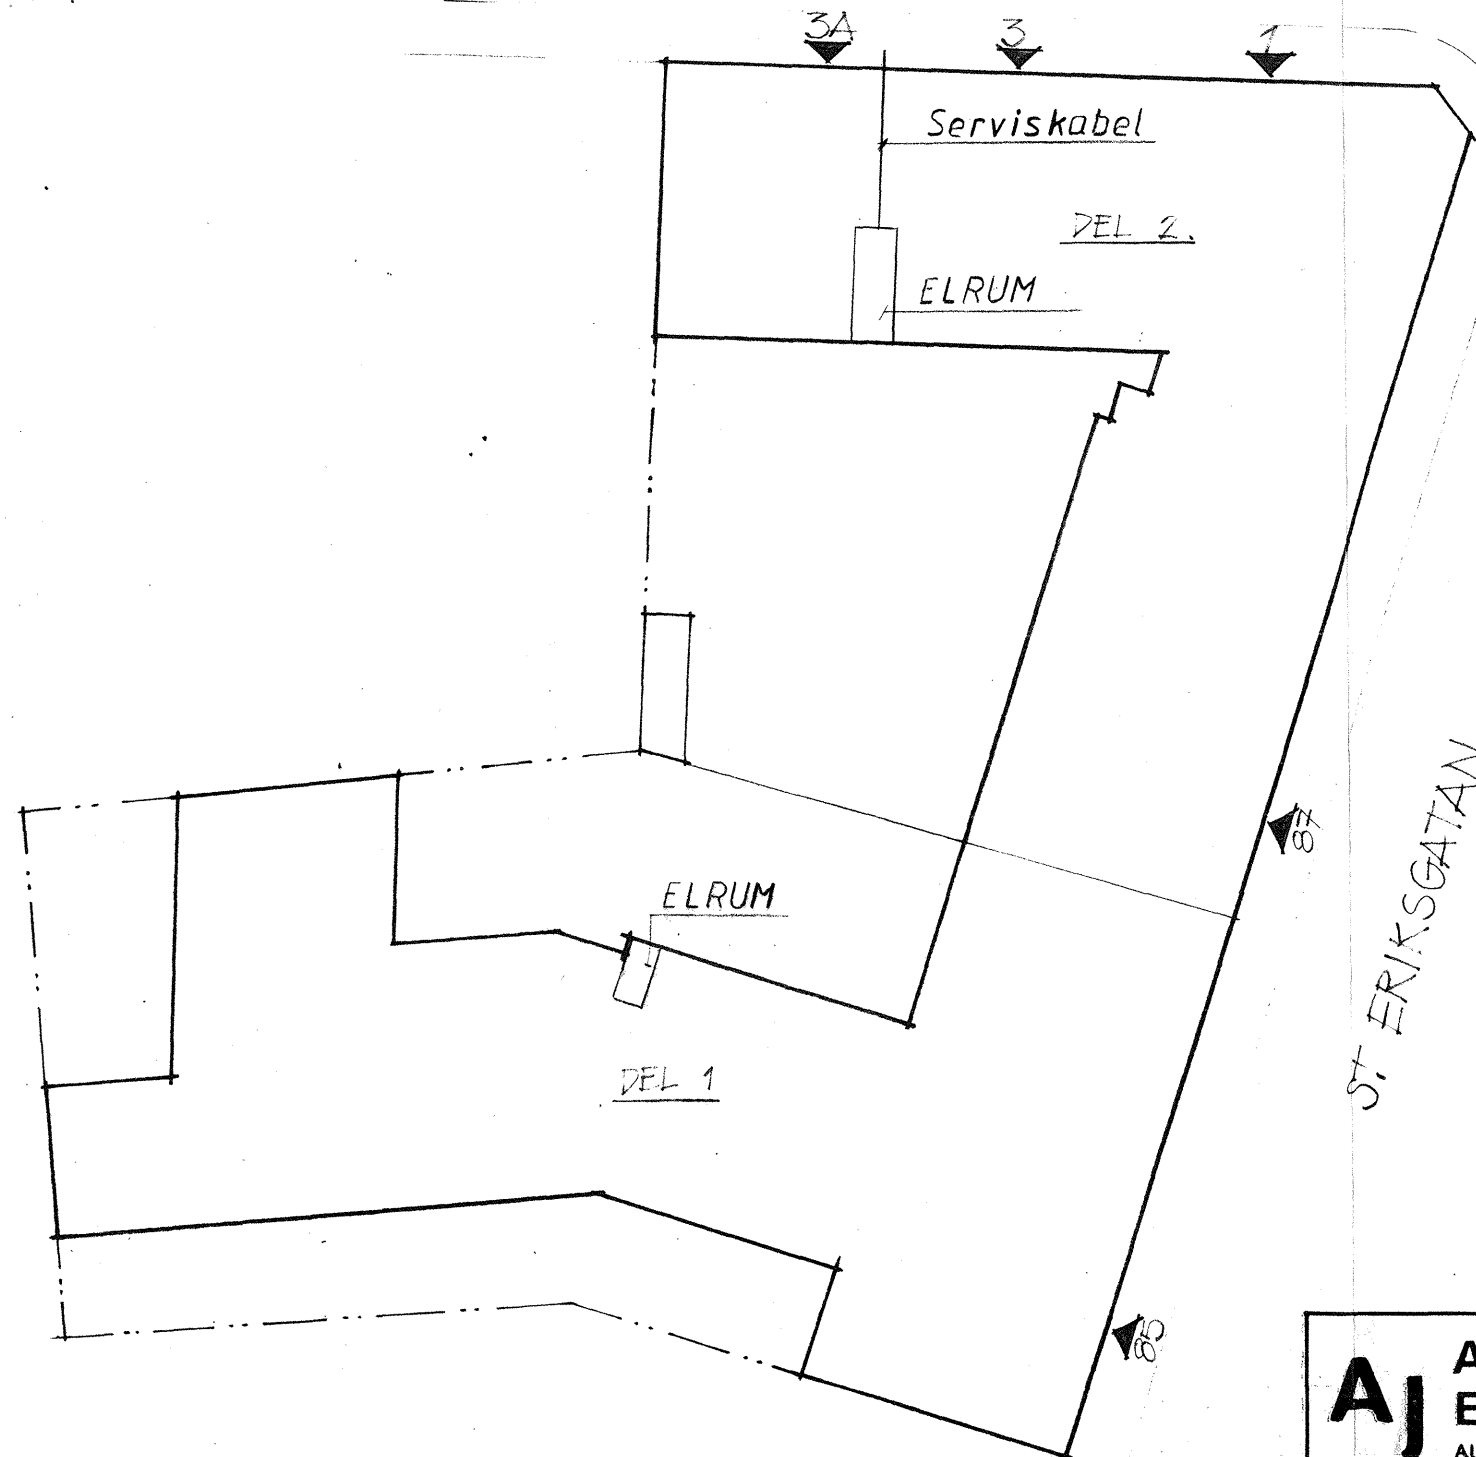 3A
3
1
Serviskabel
DEL 2.
ELRUM
87
ELRUM
ST ERIKSGATAN
DEL 1
85
AJ
A
E